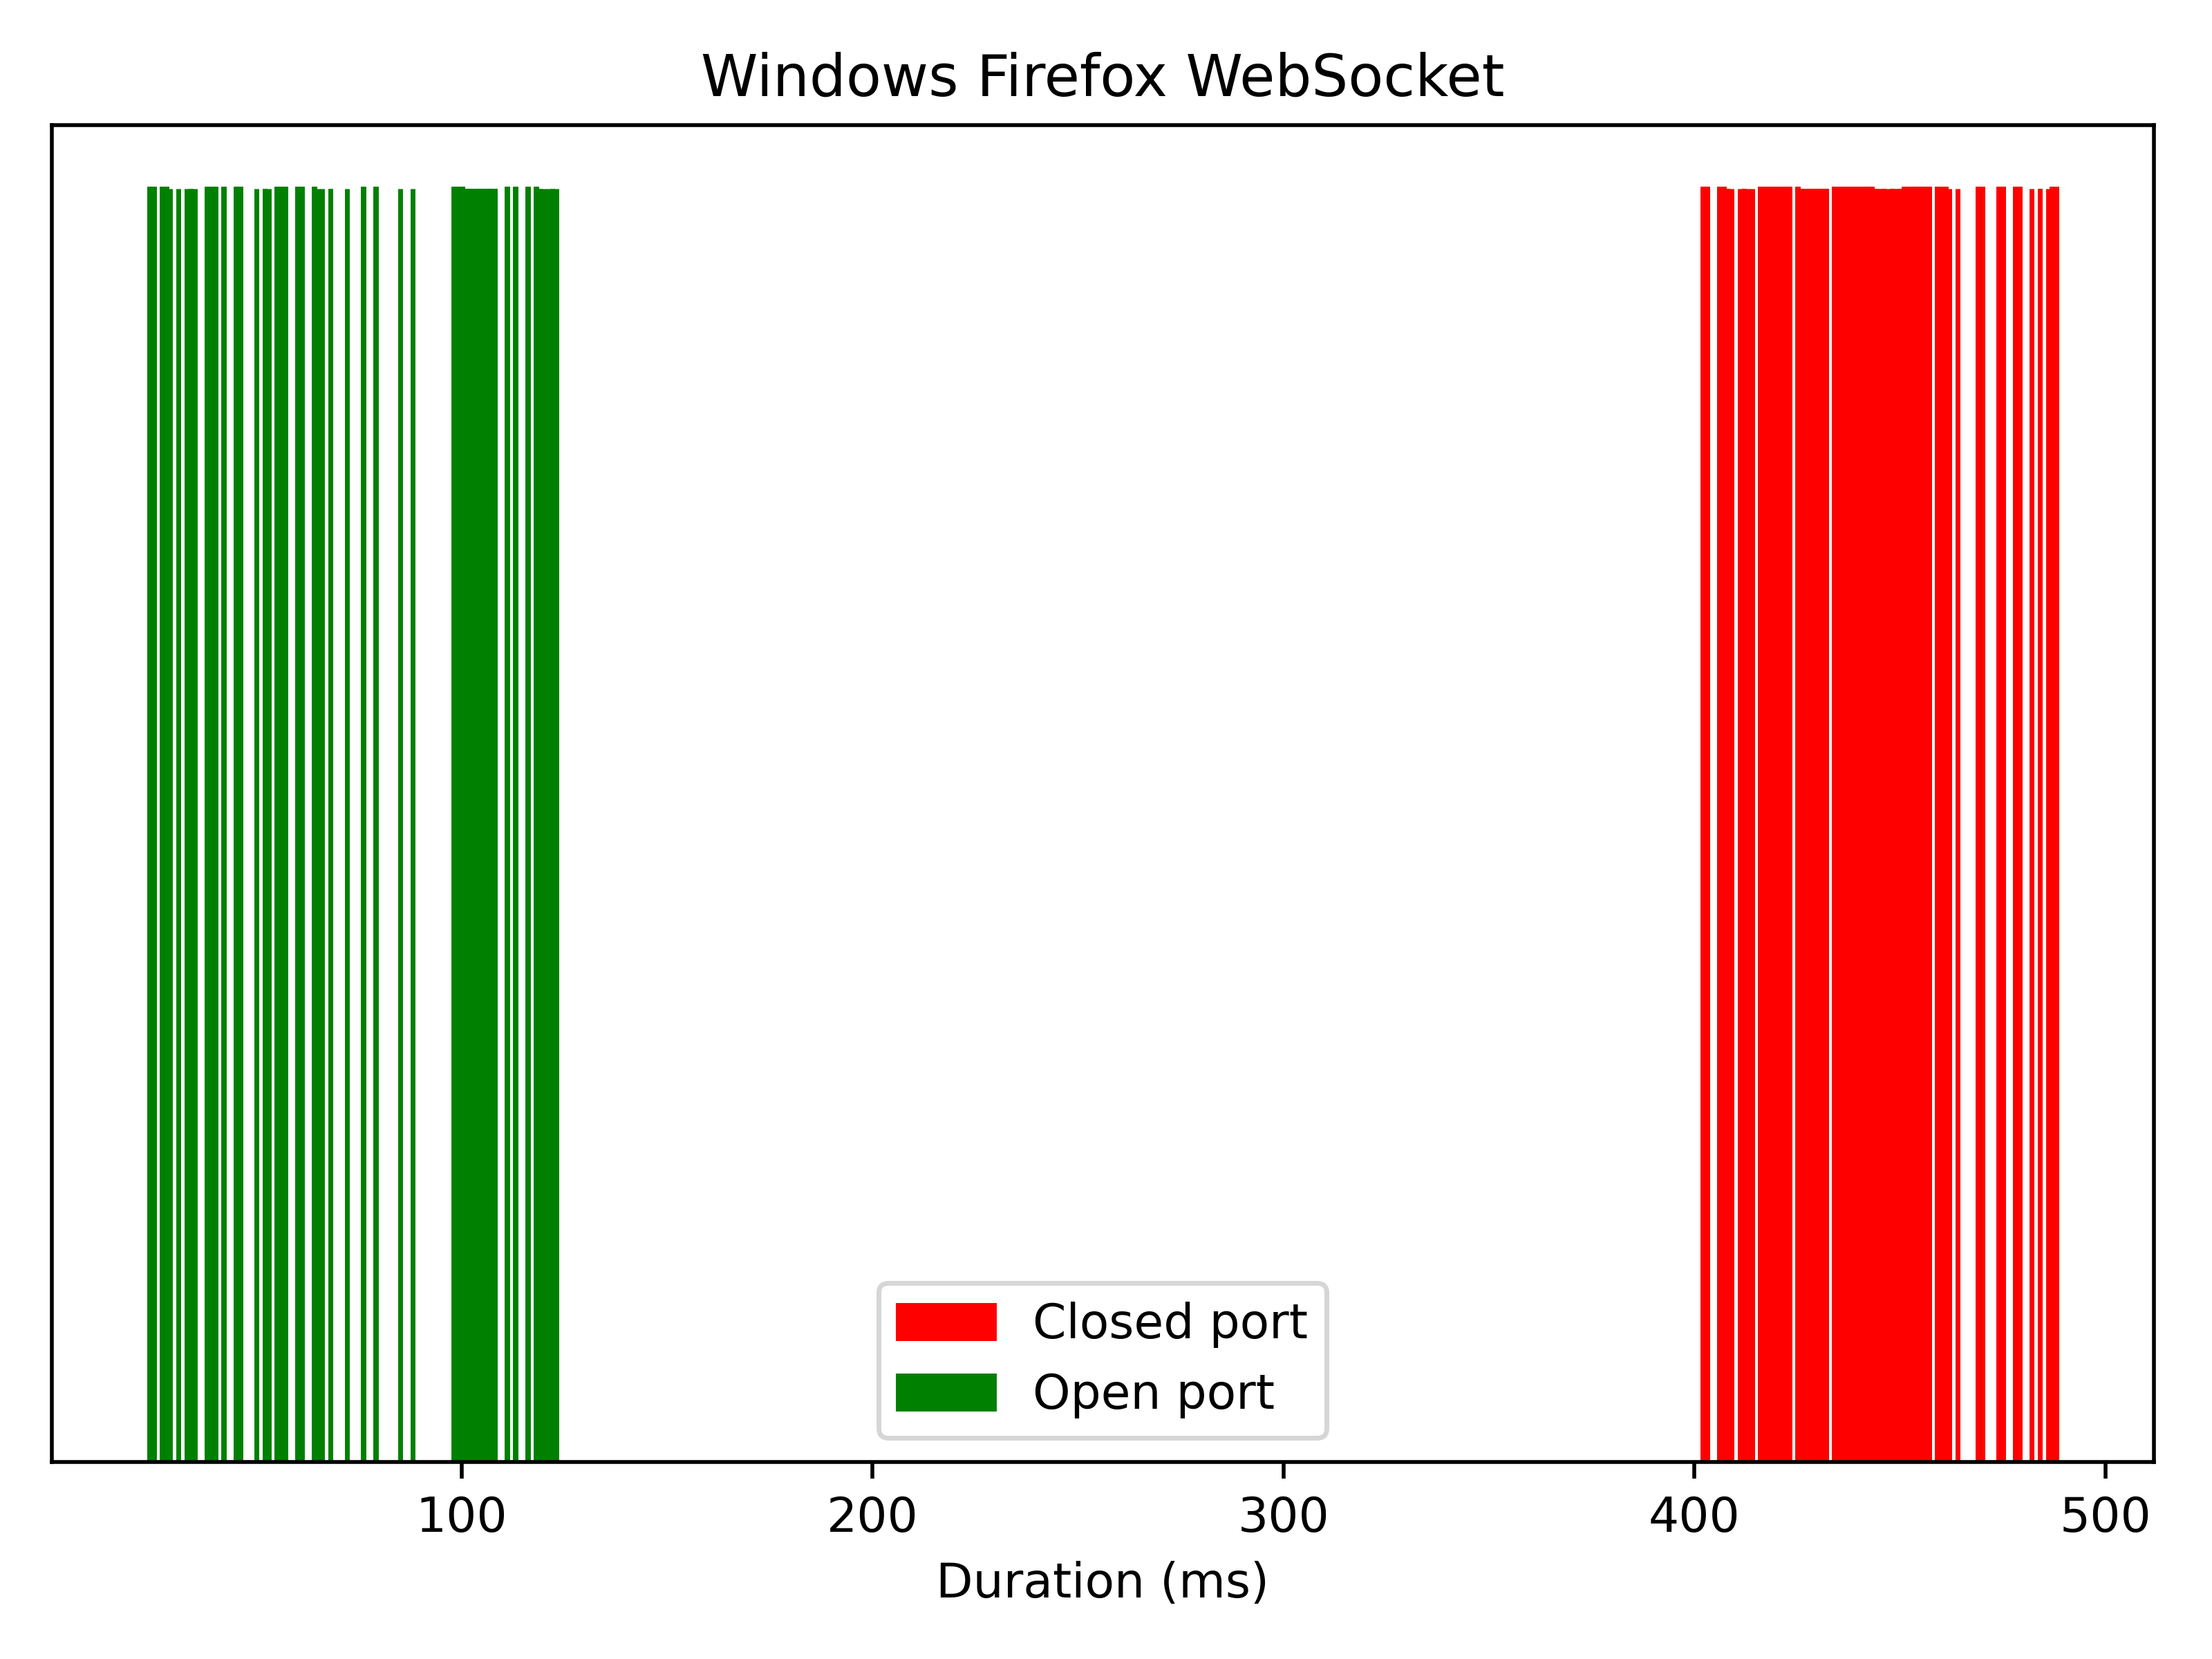 Windows Firefox WebSocket
Closed port
Open port
100 200 300 400 500
Duration (ms)